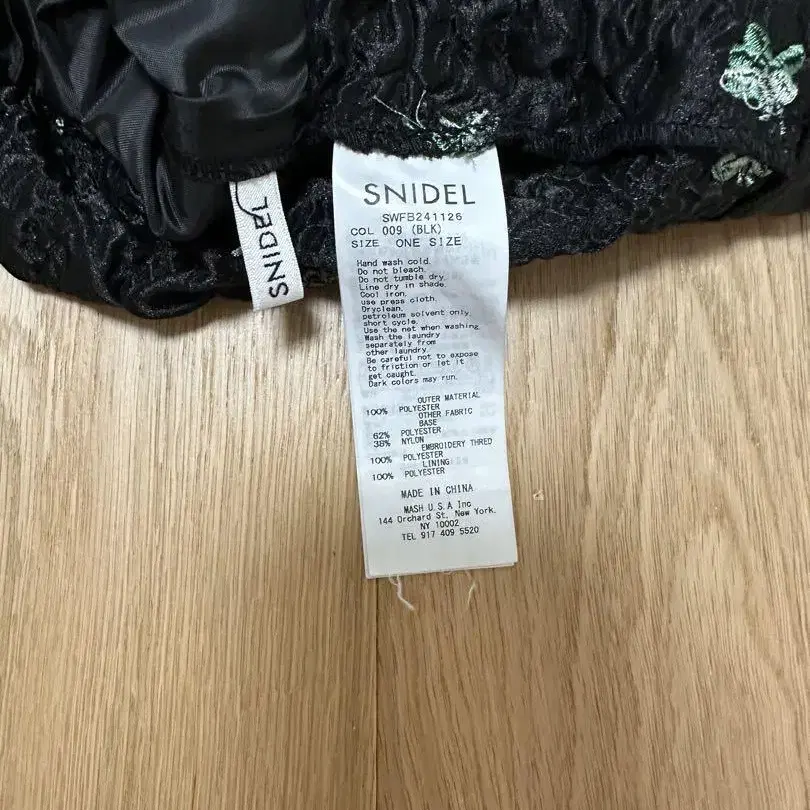 SNIDEL
SNIDEL
SWFB241126
COL 009 (BLK)
SIZE ONE SIZE
Hand wash cold.
Do not bleach.
Do not tumble dry
Line dry in shade.
Cool iron,
use press cloth.
Dryclean,
petroleum solvent only,
short cycle.
Use the net when washing
Wash the laundry
separately from
other laundry.
Be careful not to expose
to friction or let it
get caught.
Dark colors may run.
OUTER MATERIAL
100% POLYESTER
OTHER FABRIC
BASE
62% POLYESTER
38% NYLON
EMBROIDERY THRED
100% POLYESTER
LINING
100% POLYESTER
MADE IN CHINA
MASH U.S.A Inc
144 Orchard St, New York.
NY 10002
TEL 917 409 5520